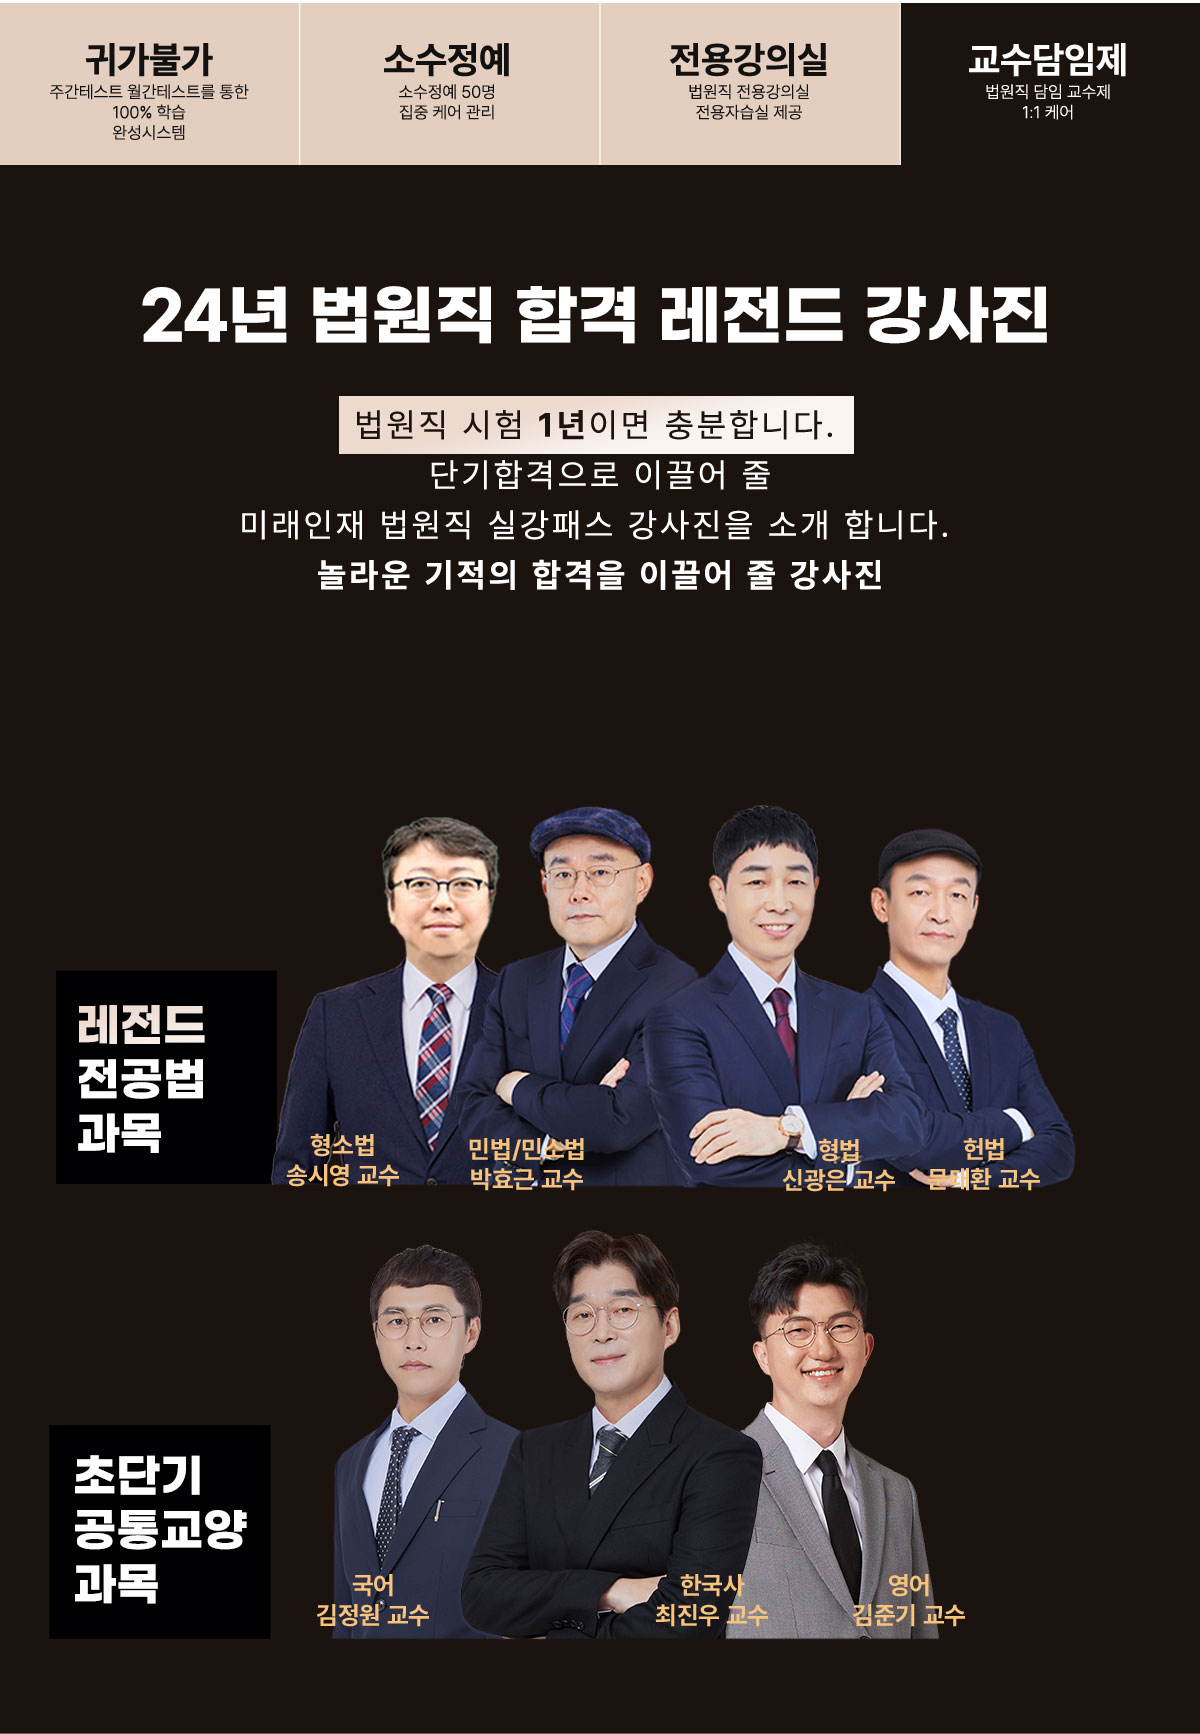 귀가불가
주간테스트 월간테스트를 통한
100% 학습
완성시스템
소수정예
소수정예 50명
집중 케어 관리
전용강의실
법원직 전용강의실
전용자습실 제공
교수담임제
법원직 담임 교수제
1:1 케어
24년 법원직 합격 레전드 강사진
법원직 시험 1년이면 충분합니다.
단기합격으로 이끌어 줄
미래인재 법원직 실강패스 강사진을 소개 합니다.
놀라운 기적의 합격을 이끌어 줄 강사진
레전드
전공법
과목
형소법
송시영 교수
민법/민소법
박효근 교수
형법
신광은 교수
헌법
문태환 교수
초단기
공통교양
과목
국어
김정원 교수
한국사
최진우 교수
영어
김준기 교수